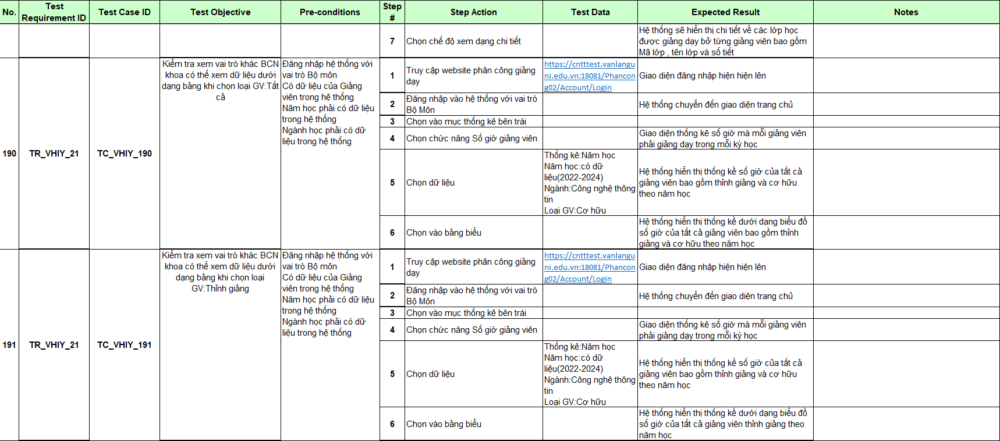 No.
Test
Requirement ID
Test Case ID
Test Objective
Pre-conditions
Step
#
Step Action
Test Data
Expected Result
Notes
7
Chọn chế độ xem dạng chi tiết
Hệ thống sẽ hiển thị chi tiết về các lớp học
được giảng dạy bở từng giảng viên bao gồm
Mã lớp , tên lớp và số tiết
190
TR_VHIY_21
TC_VHIY_190
Kiểm tra xem vai trò khác BCN
khoa có thể xem dữ liệu dưới
dạng bảng khi chọn loại GV:Tất
cả
Đăng nhập hệ thống với
vai trò Bộ môn
Có dữ liệu của Giảng
viên trong hệ thống
Năm học phải có dữ liệu
trong hệ thống
Ngành học phải có dữ
liệu trong hệ thống
1
Truy cập website phân công giảng
dạy
https://cntttest.vanlangu
ni.edu.vn:18081/Phancon
g02/Account/Login
Giao diện đăng nhập hiện hiện lên
2
Đăng nhập vào hệ thống với vai trò
Bộ Môn
Hệ thống chuyển đến giao diện trang chủ
3
Chọn vào mục thống kê bên trái
4
Chọn chức năng Số giờ giảng viên
Giao diện thống kê số giờ mà mỗi giảng viên
phải giảng dạy trong mỗi kỳ học
5
Chọn dữ liệu
Thống kê:Năm học
Năm học:có dữ
liệu(2022-2024)
Ngành:Công nghệ thông
tin
Loại GV:Cơ hữu
Hệ thống hiển thị thống kề số giờ của tất cả
giảng viên bao gồm thỉnh giảng và cơ hữu
theo năm học
6
Chọn vào bảng biểu
Hệ thống hiển thị thống kề dưới dạng biểu đồ
số giờ của tất cả giảng viên bao gồm thỉnh
giảng và cơ hữu theo năm học
191
TR_VHIY_21
TC_VHIY_191
Kiểm tra xem vai trò khác BCN
khoa có thể xem dữ liệu dưới
dạng bảng khi chọn loại
GV:Thỉnh giảng
Đăng nhập hệ thống với
vai trò Bộ môn
Có dữ liệu của Giảng
viên trong hệ thống
Năm học phải có dữ liệu
trong hệ thống
Ngành học phải có dữ
liệu trong hệ thống
1
Truy cập website phân công giảng
dạy
https://cntttest.vanlangu
ni.edu.vn:18081/Phancon
g02/Account/Login
Giao diện đăng nhập hiện hiện lên
2
Đăng nhập vào hệ thống với vai trò
Bộ Môn
Hệ thống chuyển đến giao diện trang chủ
3
Chọn vào mục thống kê bên trái
4
Chọn chức năng Số giờ giảng viên
Giao diện thống kê số giờ mà mỗi giảng viên
phải giảng dạy trong mỗi kỳ học
5
Chọn dữ liệu
Thống kê:Năm học
Năm học:có dữ
liệu(2022-2024)
Ngành:Công nghệ thông
tin
Loại GV:Cơ hữu
Hệ thống hiển thị thống kề số giờ của tất cả
giảng viên bao gồm thỉnh giảng và cơ hữu
theo năm học
6
Chọn vào bảng biểu
Hệ thống hiển thị thống kề dưới dạng biểu đồ
số giờ của tất cả giảng viên thỉnh giảng theo
năm học